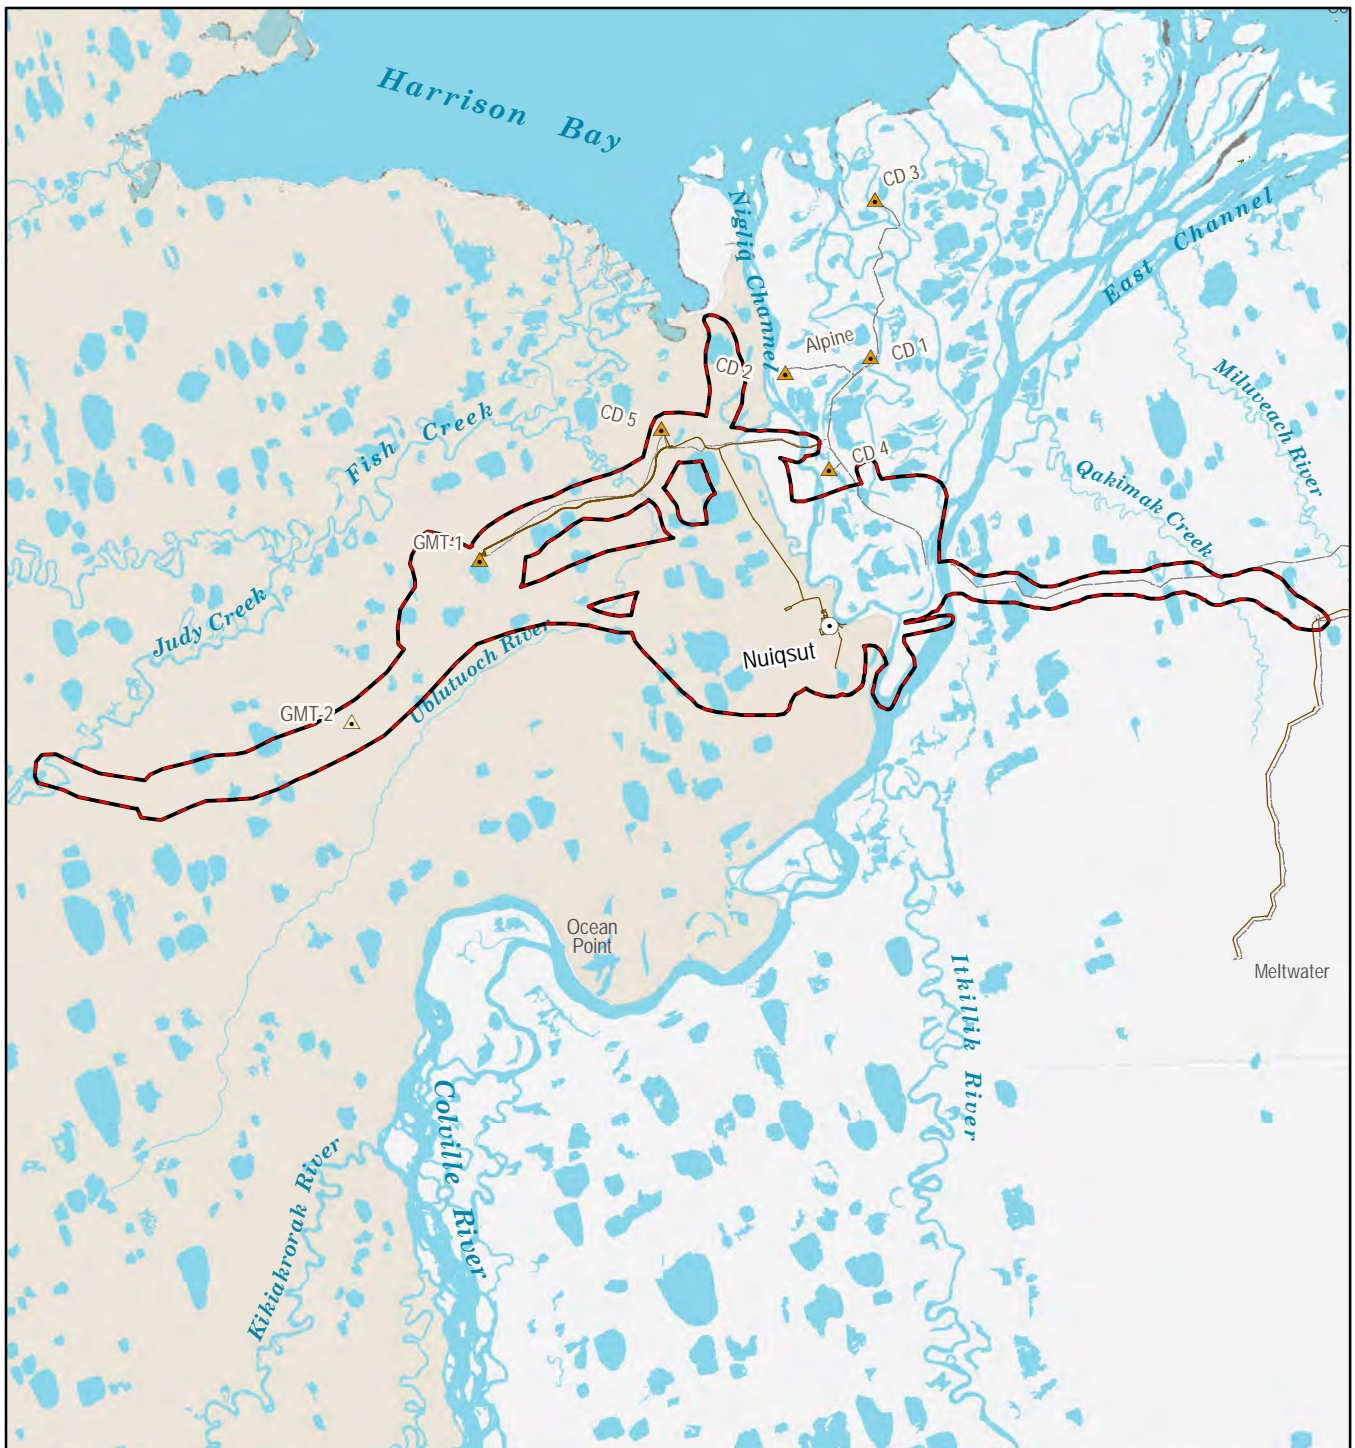 Harrison Bay
CD 3
Nigliq Channel
East Channel
Alpine
CD 1
CD 2
Miluveach River
CD 5
Fish Creek
CD 4
Qakimak Creek
GMT-1
Judy Creek
Ublutuoch River
Nuiqsut
GMT-2
Ocean
Point
Itkillik River
Meltwater
Colville River
Kikiakrorak River